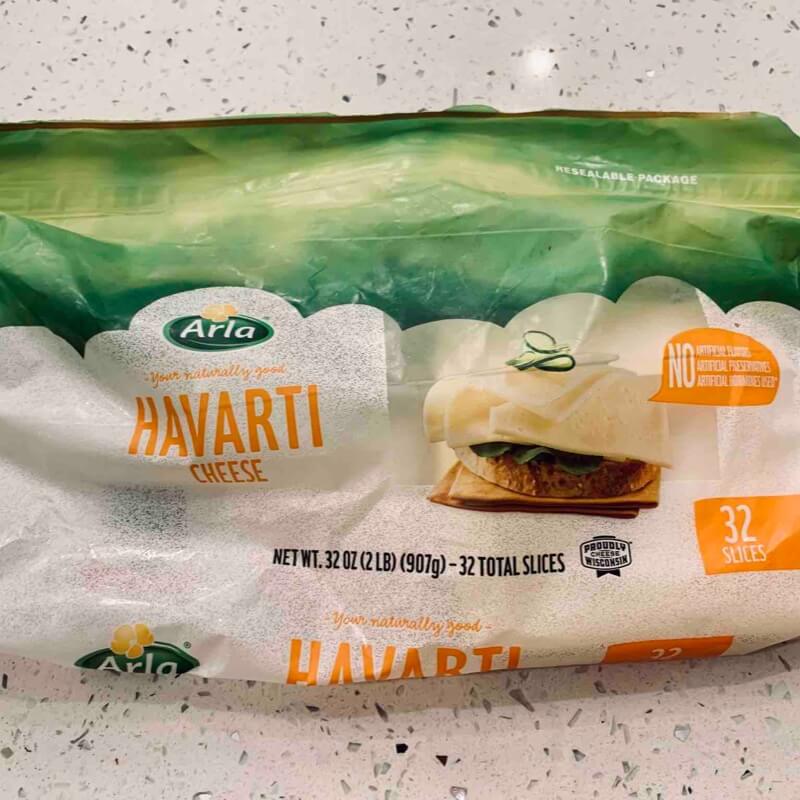 RESEALABLE PACKAGE
Arla
Your naturally good
HAVARTI
CHEESE
NO ARTIFICIAL FLAVORS
ARTIFICIAL PRESERVATIVES
ARTIFICIAL HORMONES USED*
32
SLICES
NET WT. 32 OZ (2 LB) (907g) – 32 TOTAL SLICES
PROUDLY
CHEESE
WISCONSIN
Your naturally good -
Arla®
HAVARTI
32